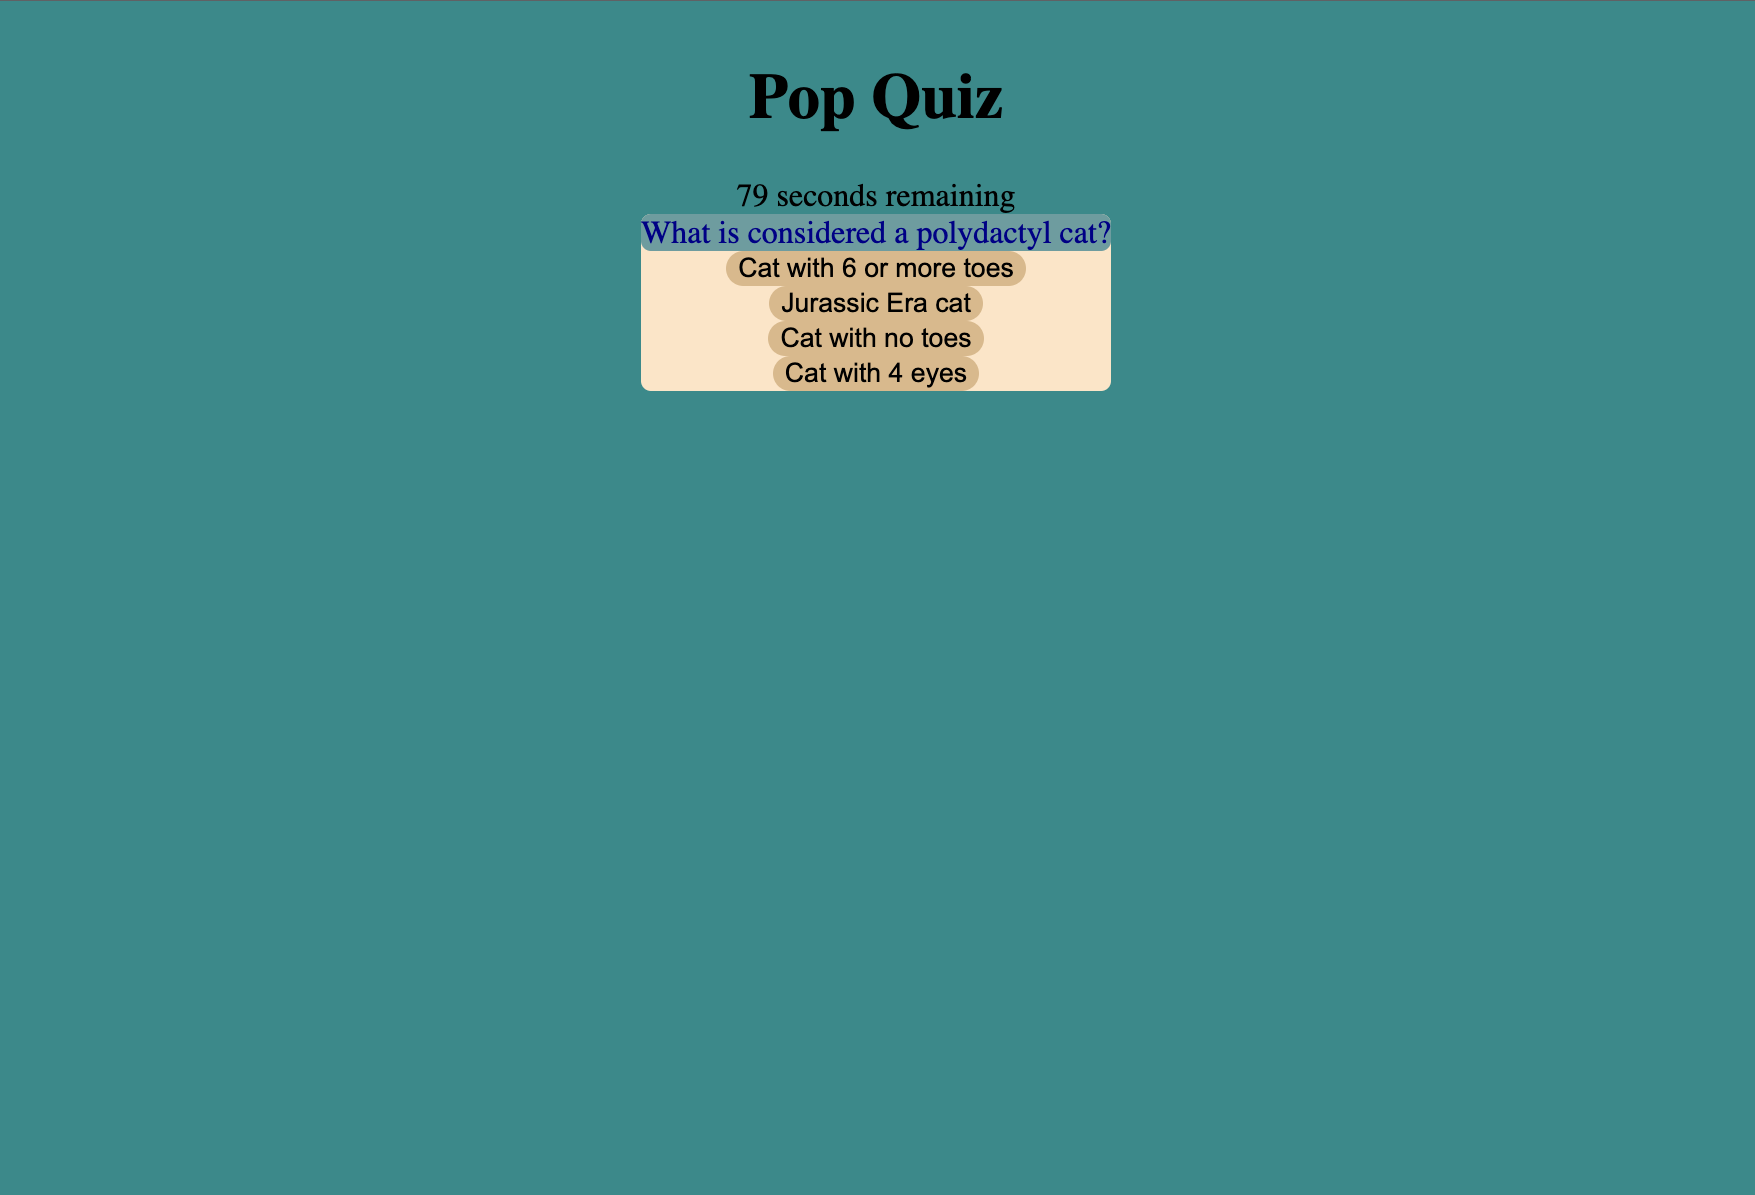 Pop Quiz
79 seconds remaining
What is considered a polydactyl cat?
Cat with 6 or more toes
Jurassic Era cat
Cat with no toes
Cat with 4 eyes